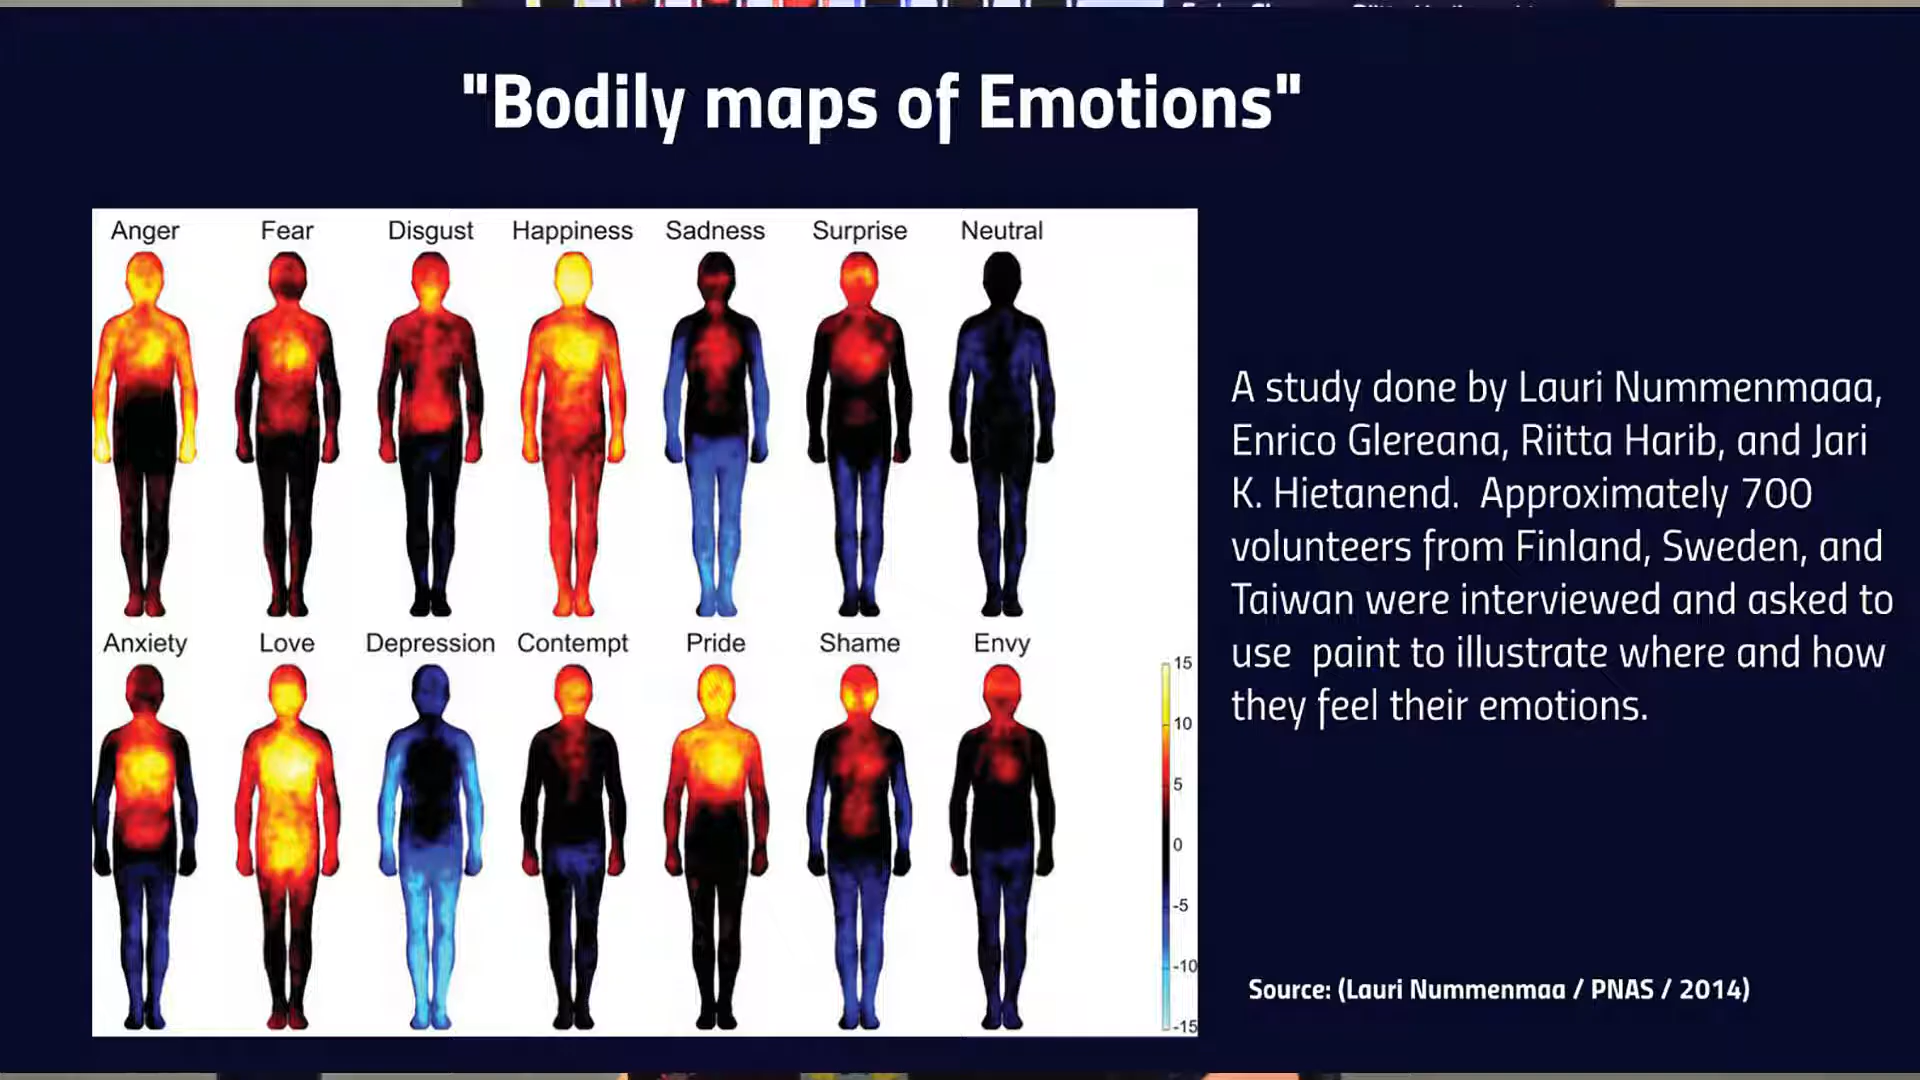 "Bodily maps of Emotions"
Anger Fear Disgust Happiness Sadness Surprise Neutral
Anxiety Love Depression Contempt Pride Shame Envy
15
10
5
0
-5
-10
-15
A study done by Lauri Nummenmaaa,
Enrico Glereana, Riitta Harib, and Jari
K. Hietanend. Approximately 700
volunteers from Finland, Sweden, and
Taiwan were interviewed and asked to
use paint to illustrate where and how
they feel their emotions.
Source: (Lauri Nummenmaa / PNAS / 2014)